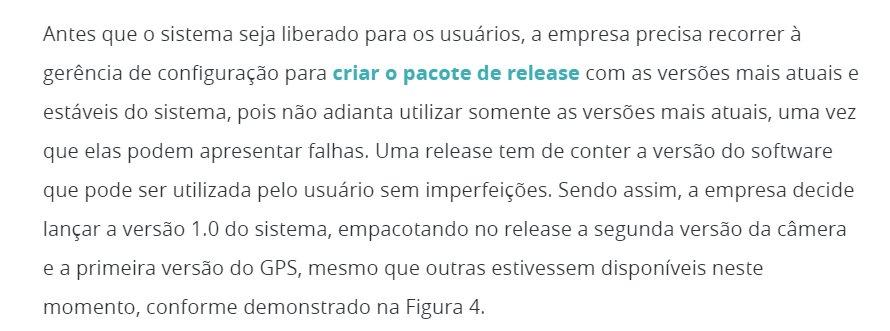 Antes que o sistema seja liberado para os usuários, a empresa precisa recorrer à
gerência de configuração para criar o pacote de release com as versões mais atuais e
estáveis do sistema, pois não adianta utilizar somente as versões mais atuais, uma vez
que elas podem apresentar falhas. Uma release tem de conter a versão do software
que pode ser utilizada pelo usuário sem imperfeições. Sendo assim, a empresa decide
lançar a versão 1.0 do sistema, empacotando no release a segunda versão da câmera
e a primeira versão do GPS, mesmo que outras estivessem disponíveis neste
momento, conforme demonstrado na Figura 4.